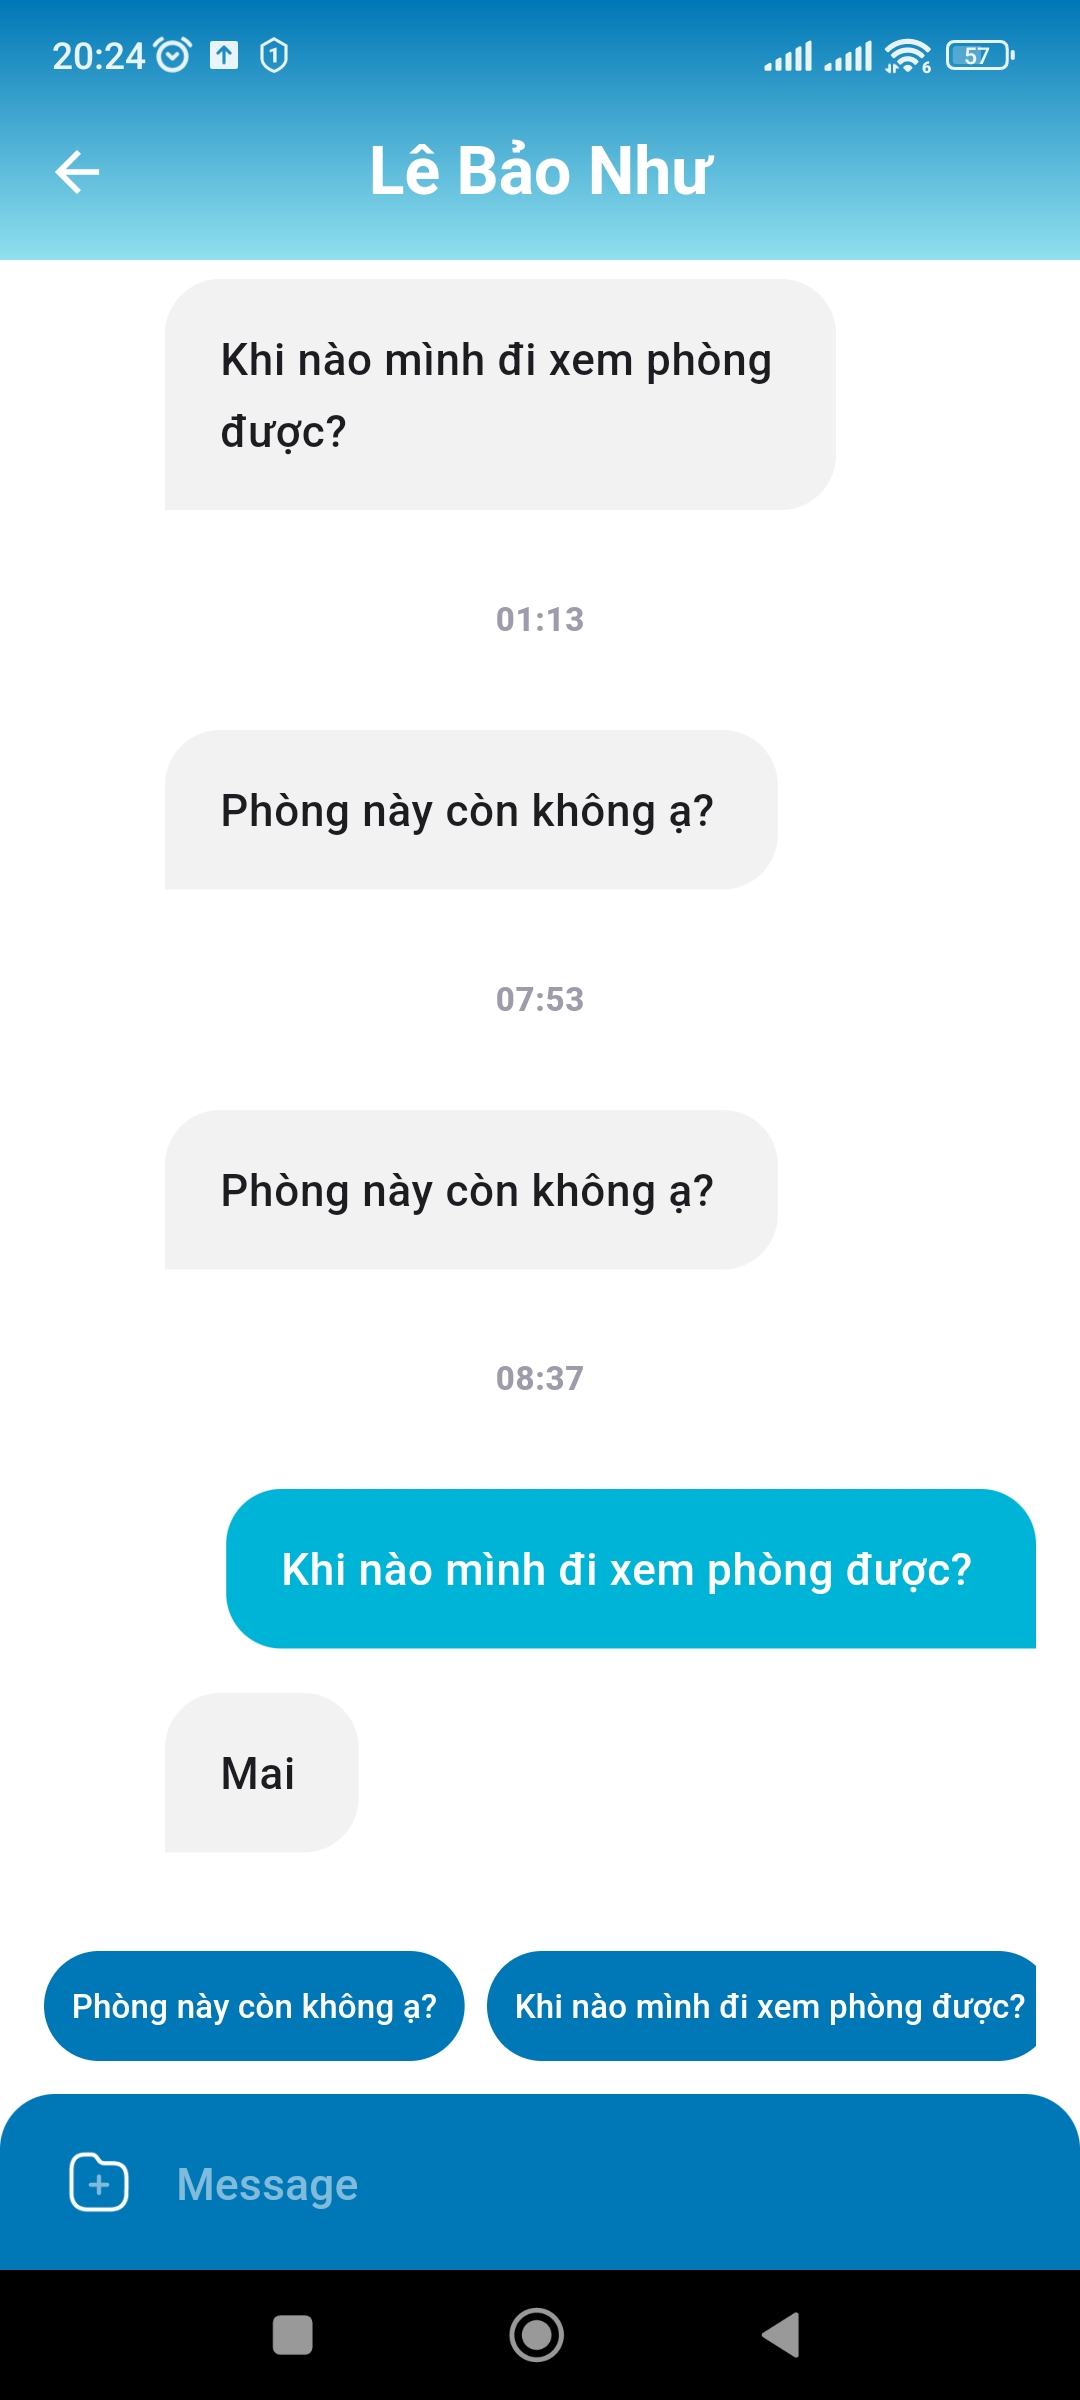 20:24
1
6
57
Lê Bảo Như
Khi nào mình đi xem phòng
được?
01:13
Phòng này còn không ạ?
07:53
Phòng này còn không ạ?
08:37
Khi nào mình đi xem phòng được?
Mai
Phòng này còn không ạ?
Khi nào mình đi xem phòng được?
Message